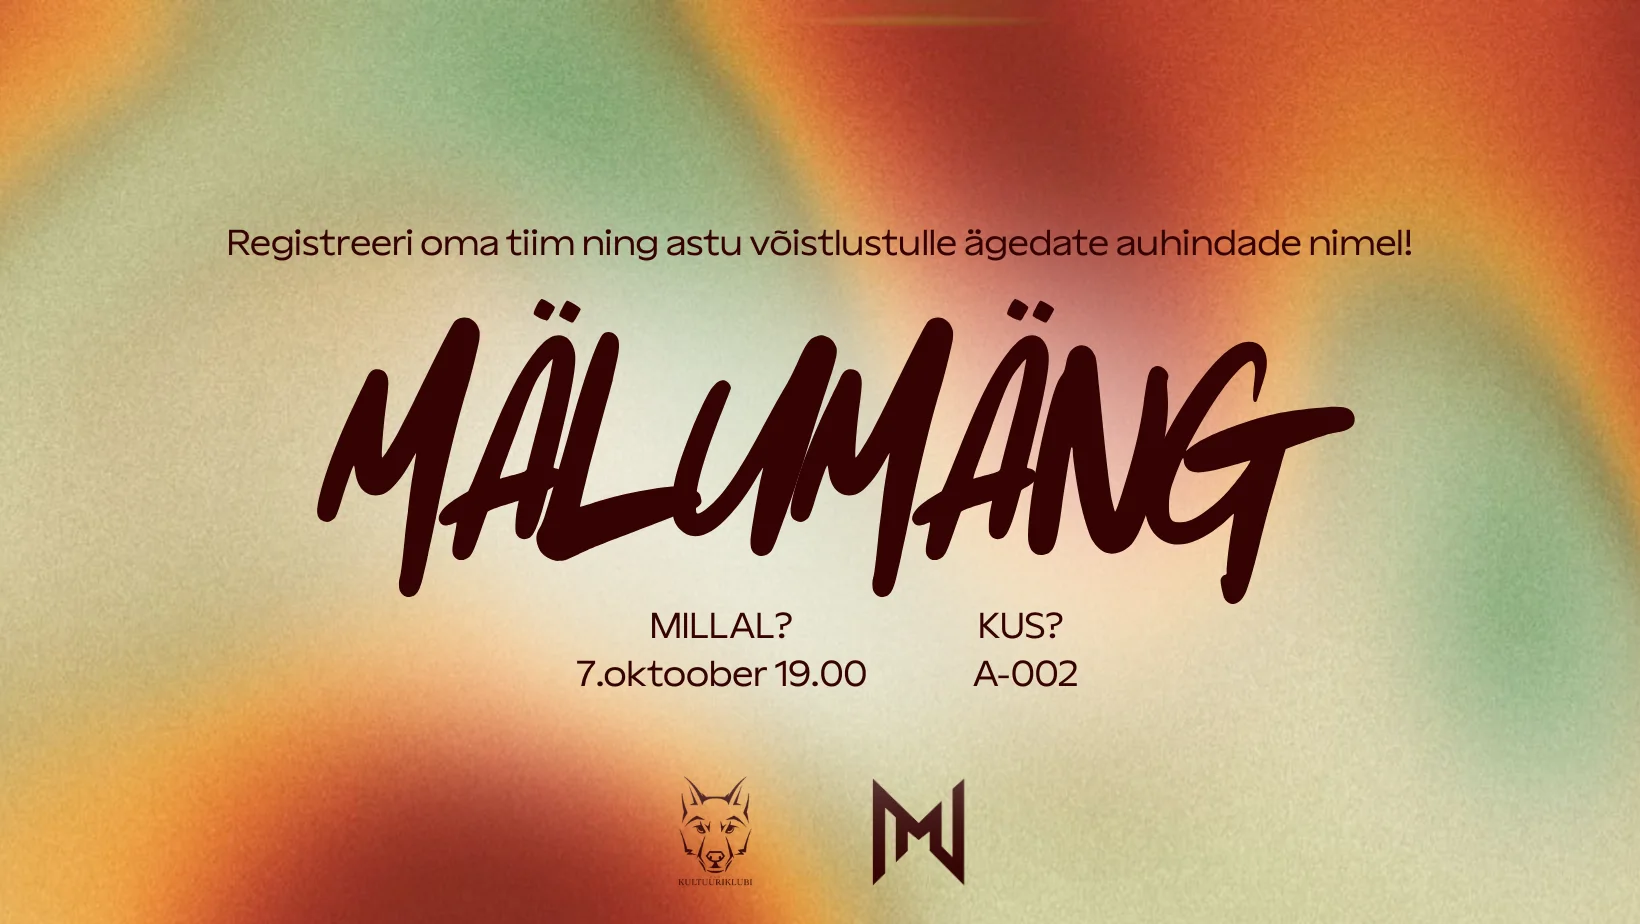 Registreeri oma tiim ning astu võistlustulle ägedate auhindade nimel!
MÄLUMÄNG
MILLAL?
7.oktoober 19.00
KUS?
A-002
KULTUURIKLUBI